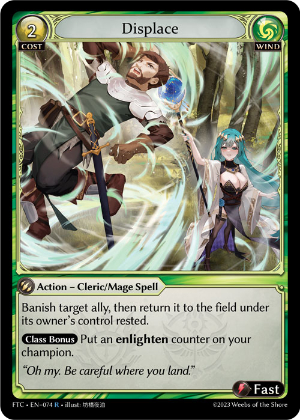 2
Displace
COST
WIND
Action – Cleric/Mage Spell
Banish target ally, then return it to the field under
its owner's control rested.
Class Bonus Put an enlighten counter on your
champion.
"Oh my. Be careful where you land."
Fast
FTC • EN–074 R • illust:
©2023 Weebs of the Shore